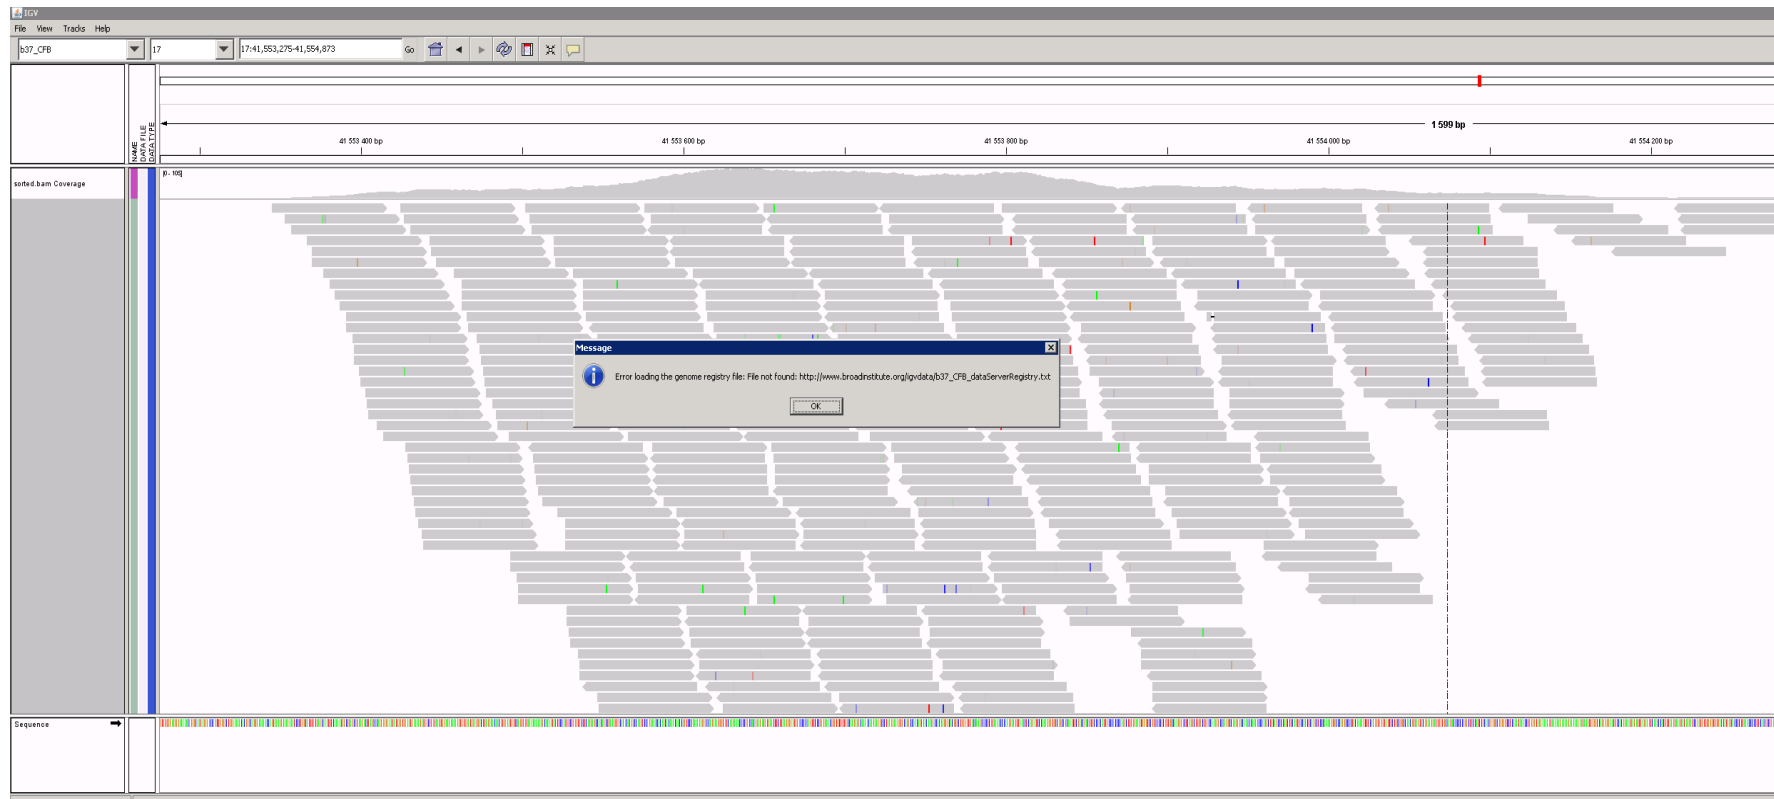 IGV
File View Tracks Help
b37_CFB 17 17:41,553,275-41,554,873 Go
NAME
DATA FILE
DATA TYPE
1 599 bp
41 553 400 bp 41 553 600 bp 41 553 800 bp 41 554 000 bp 41 554 200 bp
sorted.bam Coverage
[0 - 105]
Message
Error loading the genome registry file: File not found: http://www.broadinstitute.org/igvdata/b37_CFB_dataServerRegistry.txt
OK
Sequence